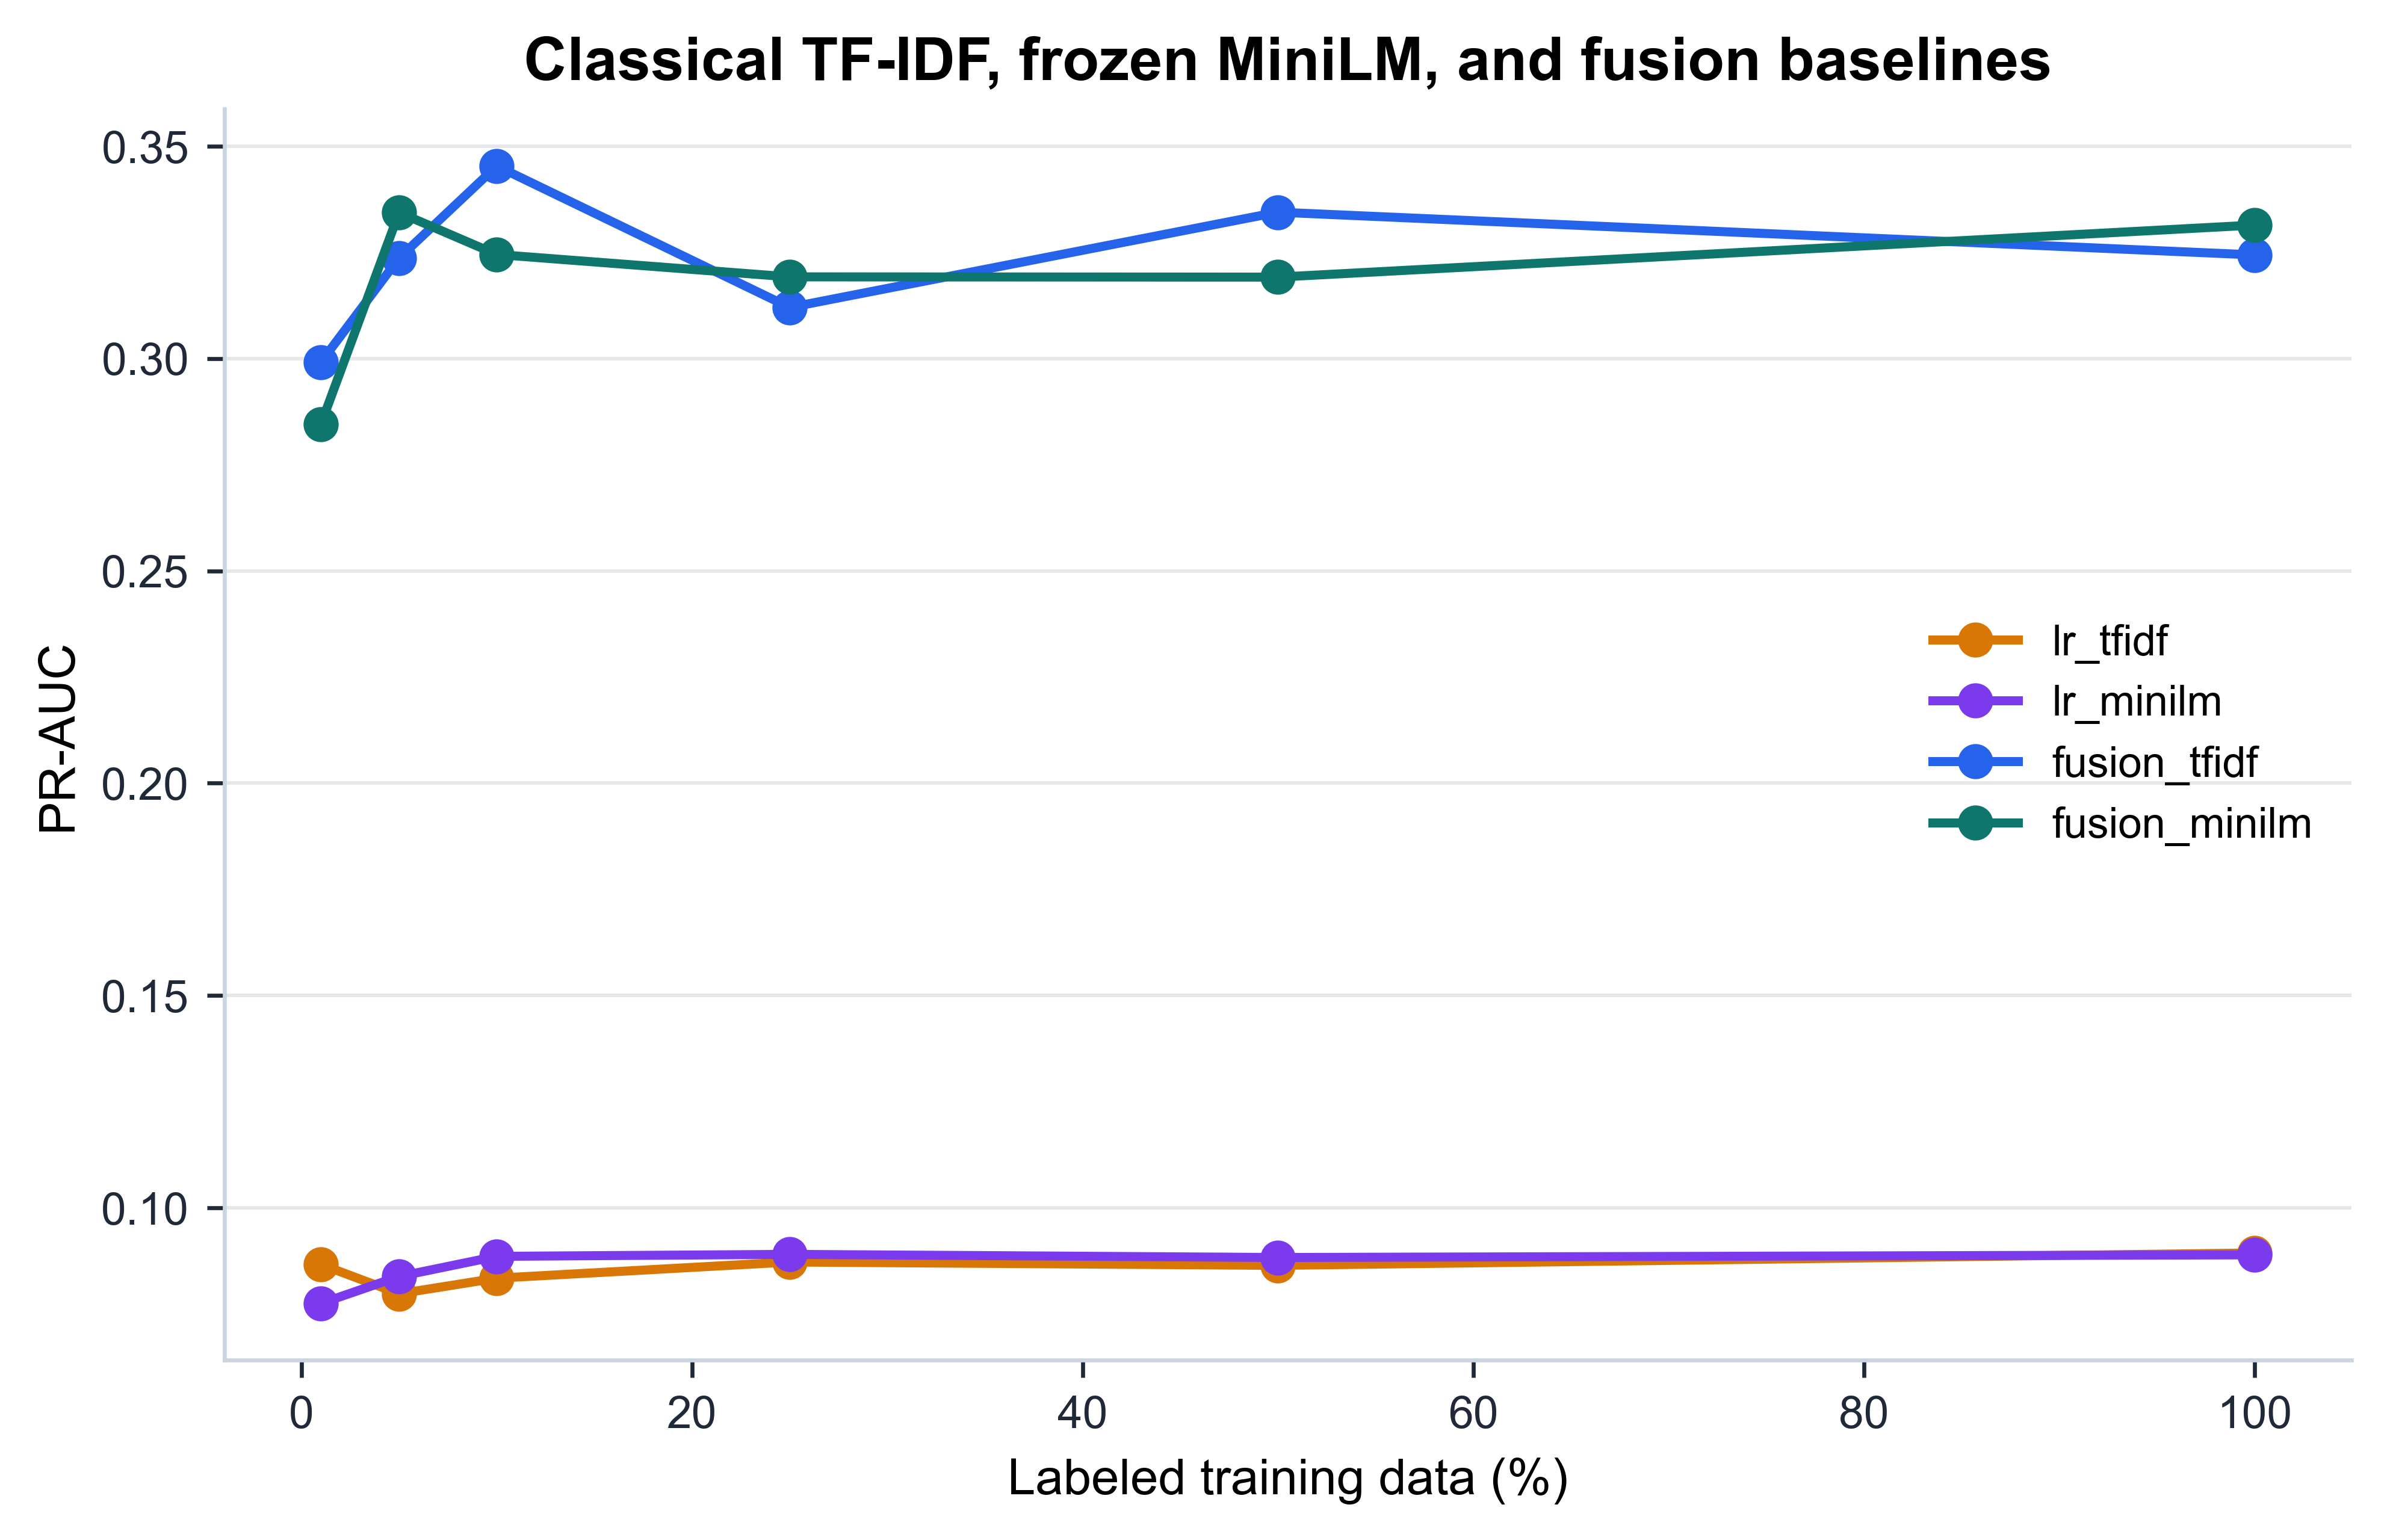 Classical TF-IDF, frozen MiniLM, and fusion baselines
PR-AUC
0.35
0.30
0.25
0.20
0.15
0.10
lr_tfidf
lr_minilm
fusion_tfidf
fusion_minilm
0 20 40 60 80 100
Labeled training data (%)